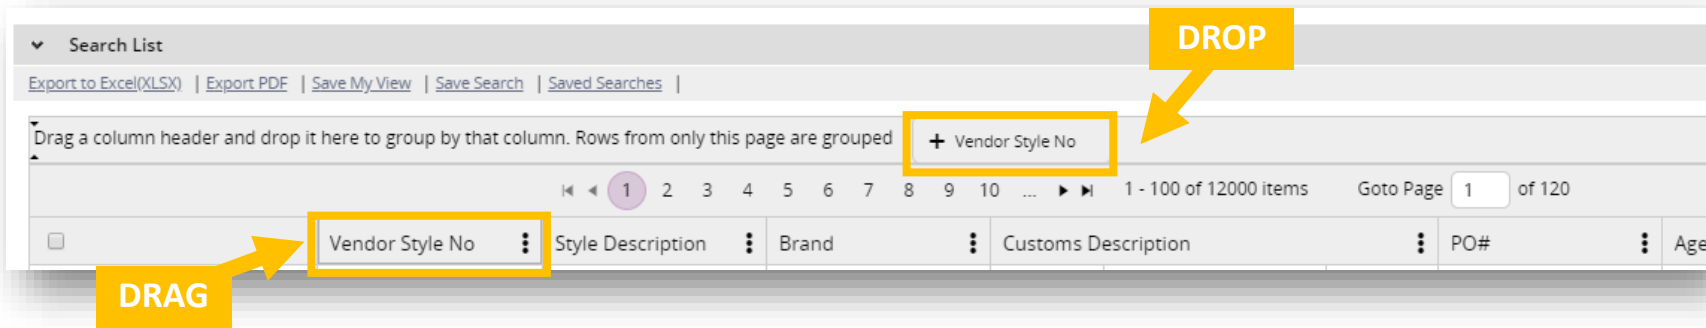 DROP
Search List
Export to Excel(XLSX) | Export PDF | Save My View | Save Search | Saved Searches |
Drag a column header and drop it here to group by that column. Rows from only this page are grouped
+ Vendor Style No
1 2 3 4 5 6 7 8 9 10 ... 1 - 100 of 12000 items Goto Page 1 of 120
Vendor Style No Style Description Brand Customs Description PO# Age
DRAG